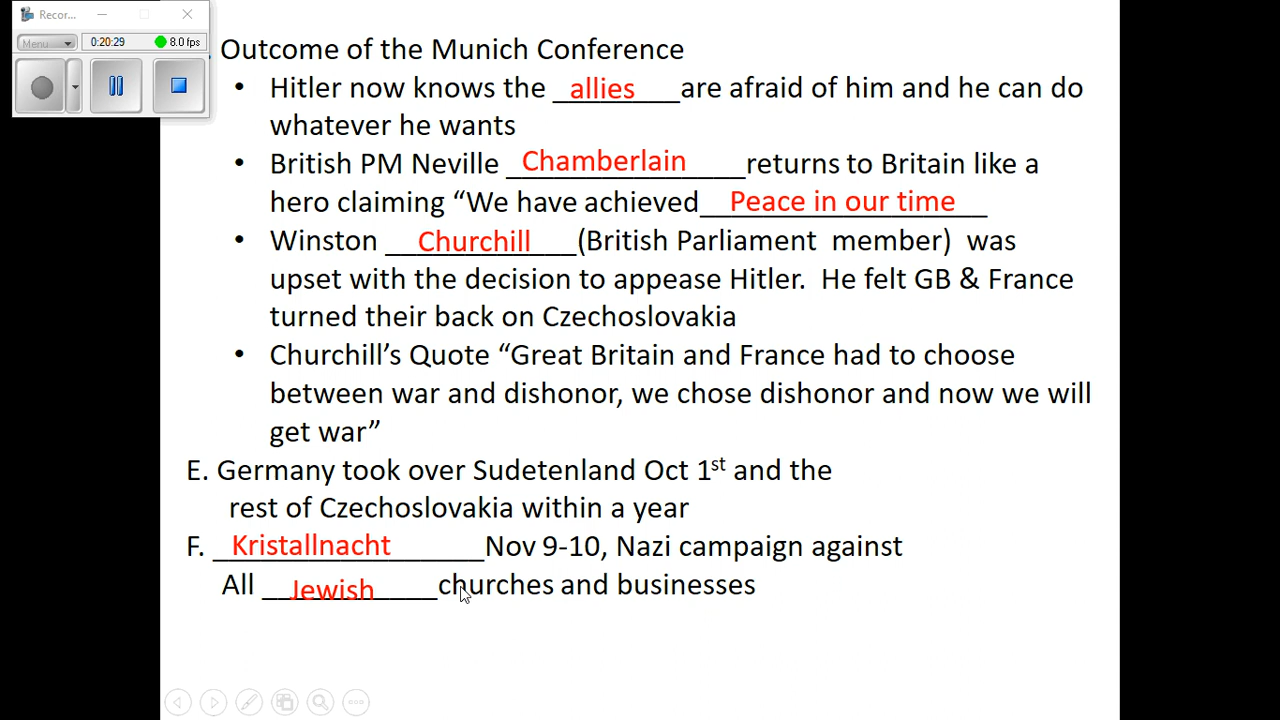 Recor...
Menu
0:20:29
8.0 fps
Outcome of the Munich Conference
• Hitler now knows the ________allies are afraid of him and he can do
whatever he wants
• British PM Neville Chamberlain returns to Britain like a
hero claiming “We have achieved Peace in our time
• Winston Churchill (British Parliament member) was
upset with the decision to appease Hitler. He felt GB & France
turned their back on Czechoslovakia
• Churchill’s Quote “Great Britain and France had to choose
between war and dishonor, we chose dishonor and now we will
get war”
E. Germany took over Sudetenland Oct 1st and the
rest of Czechoslovakia within a year
F. Kristallnacht Nov 9-10, Nazi campaign against
All Jewish churches and businesses